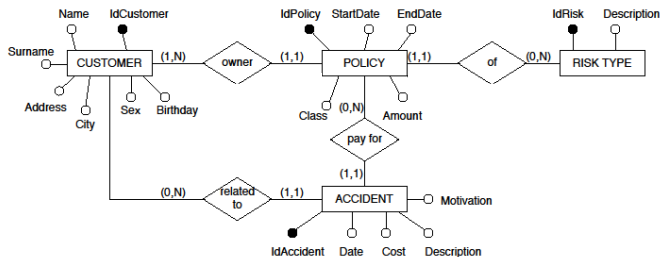 Name IdCustomer IdPolicy StartDate EndDate IdRisk Description
Surname
CUSTOMER (1,N) owner (1,1) POLICY (1,1) of (0,N) RISK TYPE
Address City Sex Birthday Class (0,N) Amount
pay for
(1,1)
(0,N) related (1,1) ACCIDENT Motivation
to
IdAccident Date Cost Description